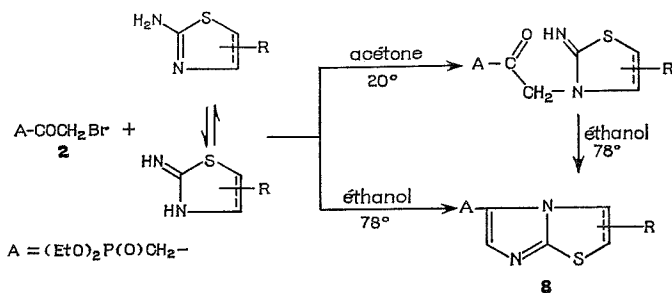 H₂N
S
N
R
A-COCH₂Br +
2
HN
S
HN
R
acétone
20°
éthanol
78°
O
A-C
CH₂-N
HN
S
R
éthanol
78°
A
N
N
S
R
8
A = (EtO)₂P(O)CH₂-